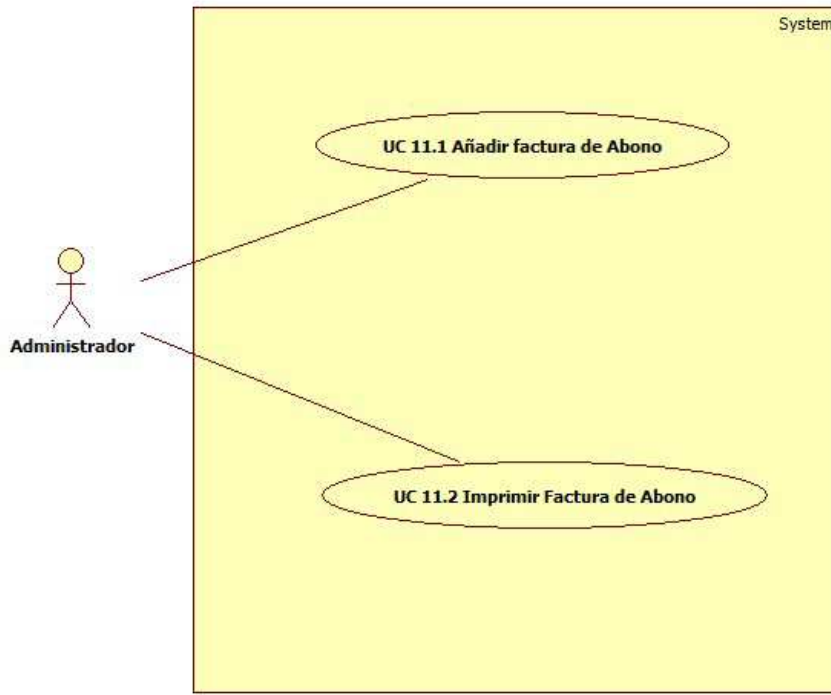 System
UC 11.1 Añadir factura de Abono
Administrador
UC 11.2 Imprimir Factura de Abono